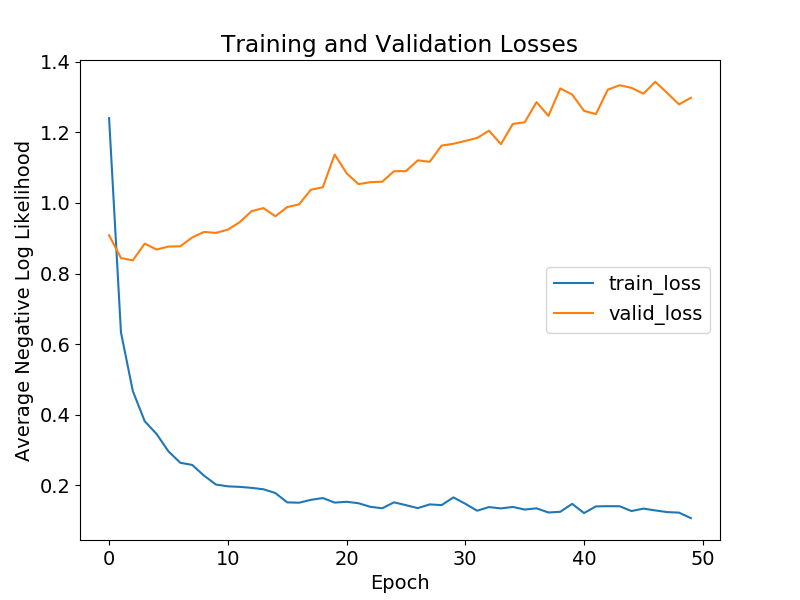 Training and Validation Losses
Average Negative Log Likelihood
1.4
1.2
1.0
0.8
0.6
0.4
0.2
train_loss
valid_loss
0 10 20 30 40 50
Epoch